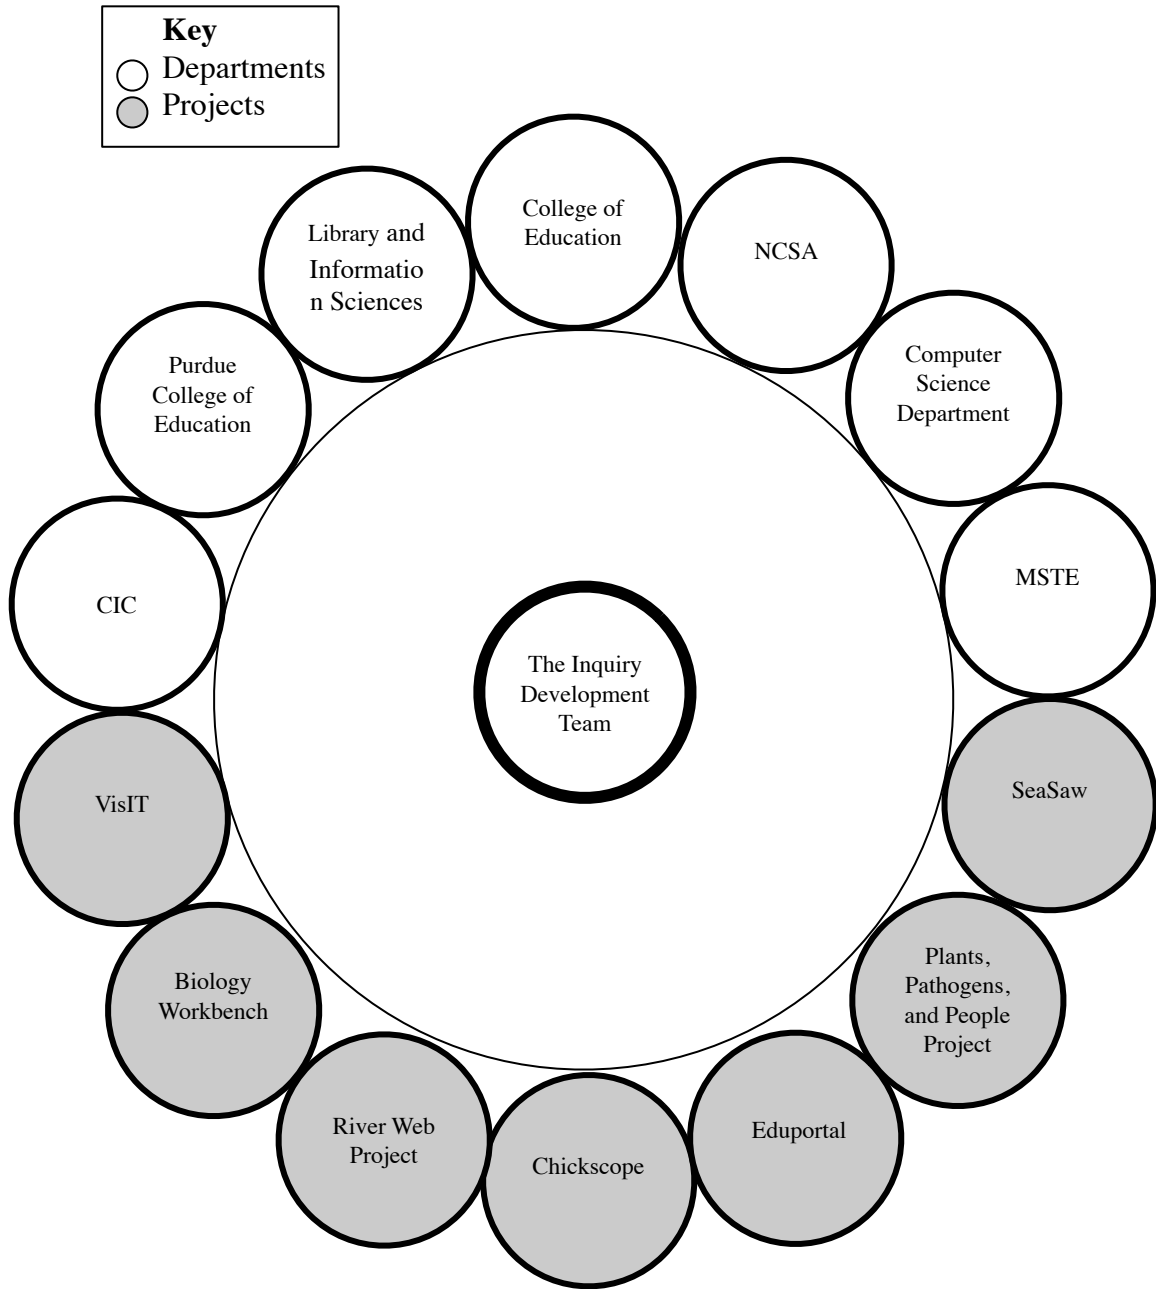 Key
Departments
Projects
College of
Education
Library and
Informatio
n Sciences
NCSA
Purdue
College of
Education
Computer
Science
Department
CIC
MSTE
The Inquiry
Development
Team
VisIT
SeaSaw
Biology
Workbench
Plants,
Pathogens,
and People
Project
River Web
Project
Chickscope
Eduportal